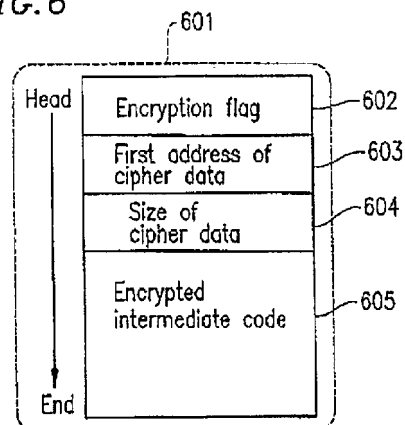 FIG. 6
601
Head
Encryption flag
602
First address of
cipher data
603
Size of
cipher data
604
Encrypted
intermediate code
605
End